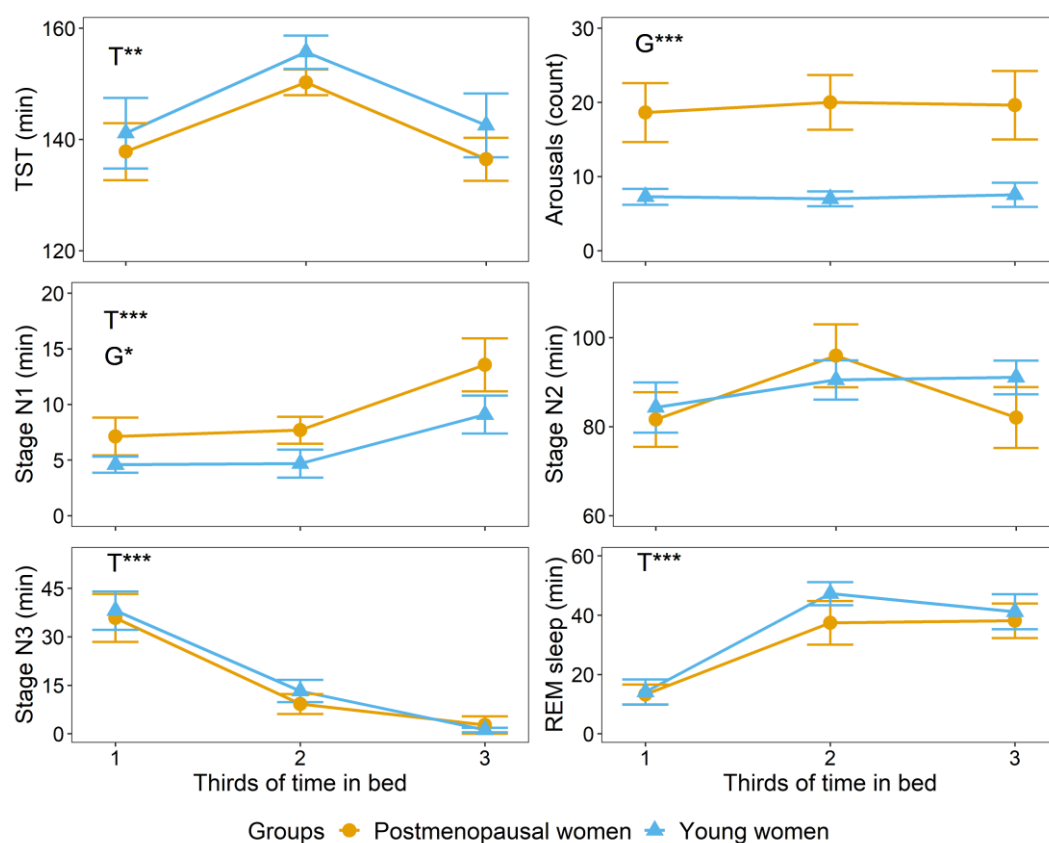 TST (min)
160
140
120
T**
Arousals (count)
30
20
10
0
G***
Stage N1 (min)
20
15
10
5
0
T***
G*
Stage N2 (min)
100
80
60
Stage N3 (min)
45
30
15
0
T***
1 2 3
Thirds of time in bed
REM sleep (min)
60
40
20
0
T***
1 2 3
Thirds of time in bed
Groups Postmenopausal women Young women